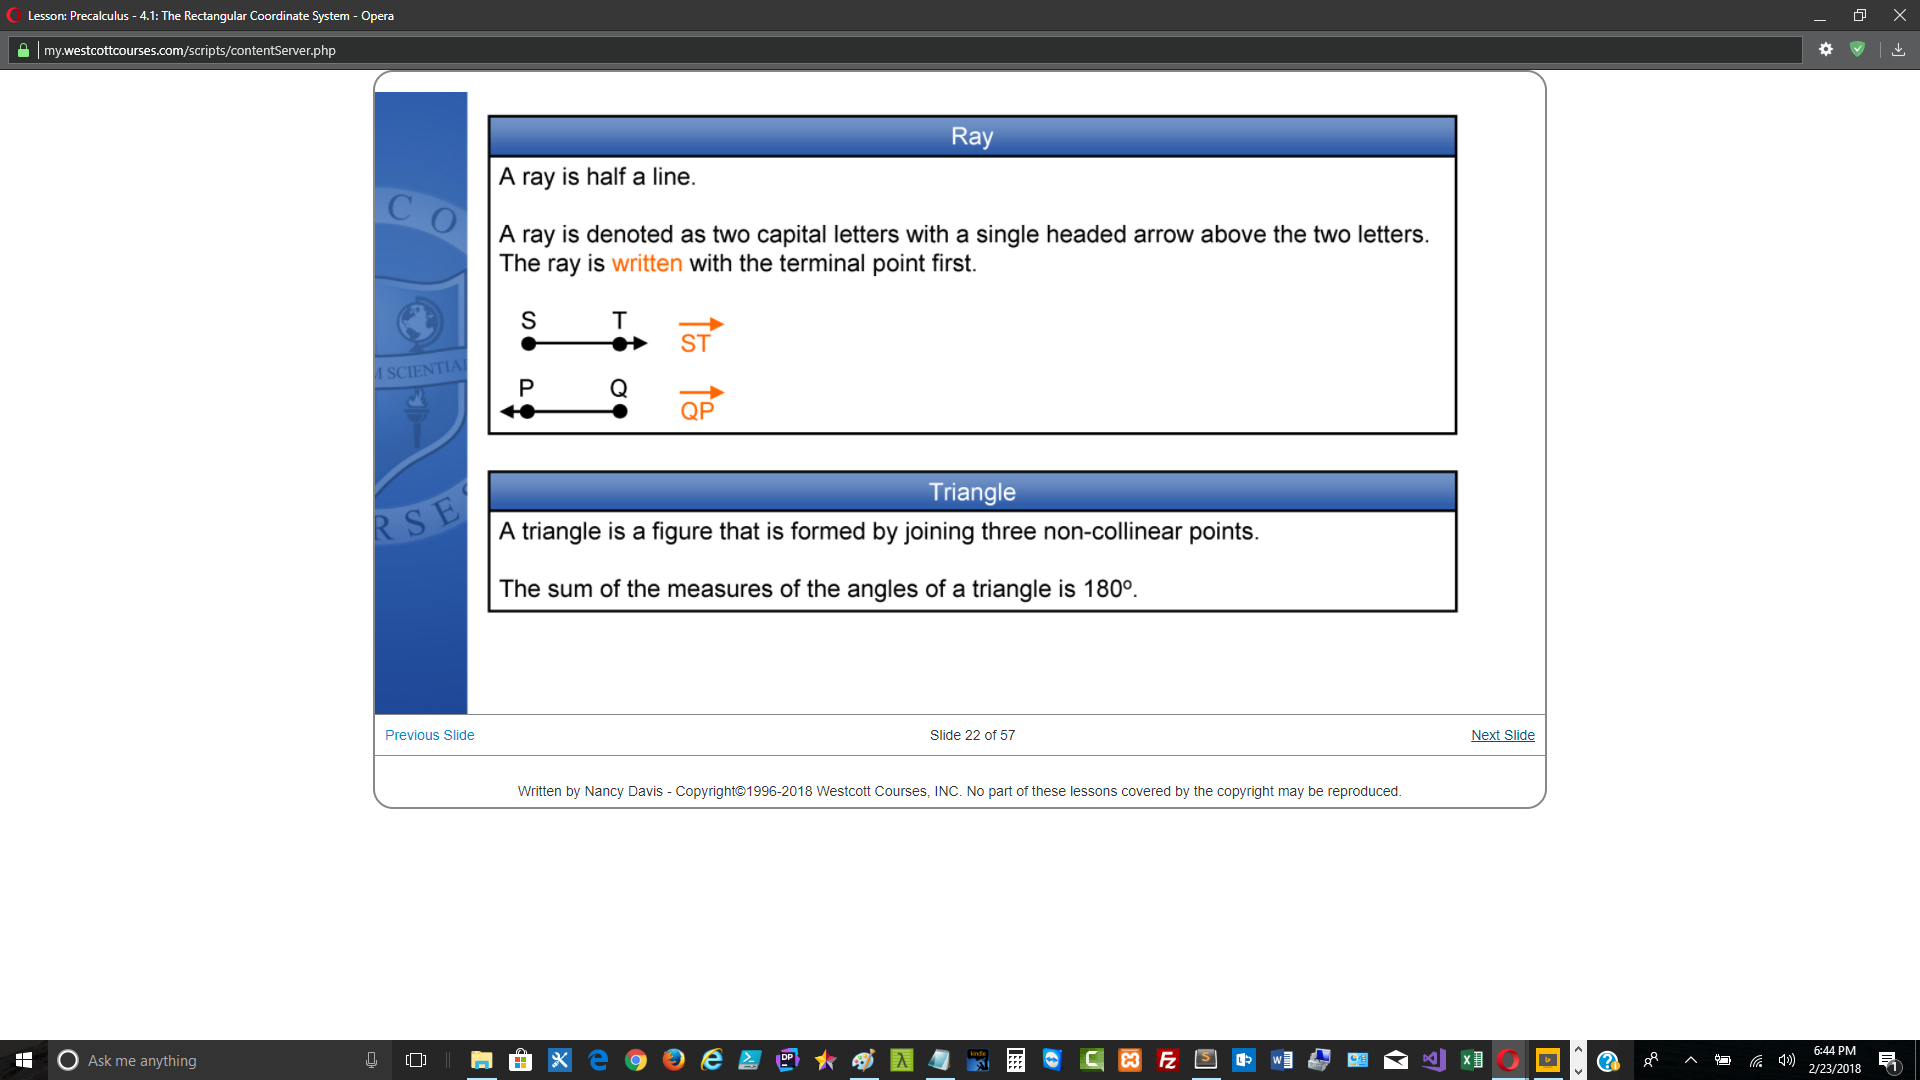 Lesson: Precalculus - 4.1: The Rectangular Coordinate System - Opera
my.westcottcourses.com/scripts/contentServer.php
Ray
A ray is half a line.
A ray is denoted as two capital letters with a single headed arrow above the two letters.
The ray is written with the terminal point first.
S T
ST
P Q
QP
C O
M SCIENTIA
R S E
Triangle
A triangle is a figure that is formed by joining three non-collinear points.
The sum of the measures of the angles of a triangle is 180º.
Previous Slide
Slide 22 of 57
Next Slide
Written by Nancy Davis - Copyright©1996-2018 Westcott Courses, INC. No part of these lessons covered by the copyright may be reproduced.
Ask me anything
6:44 PM
2/23/2018
1